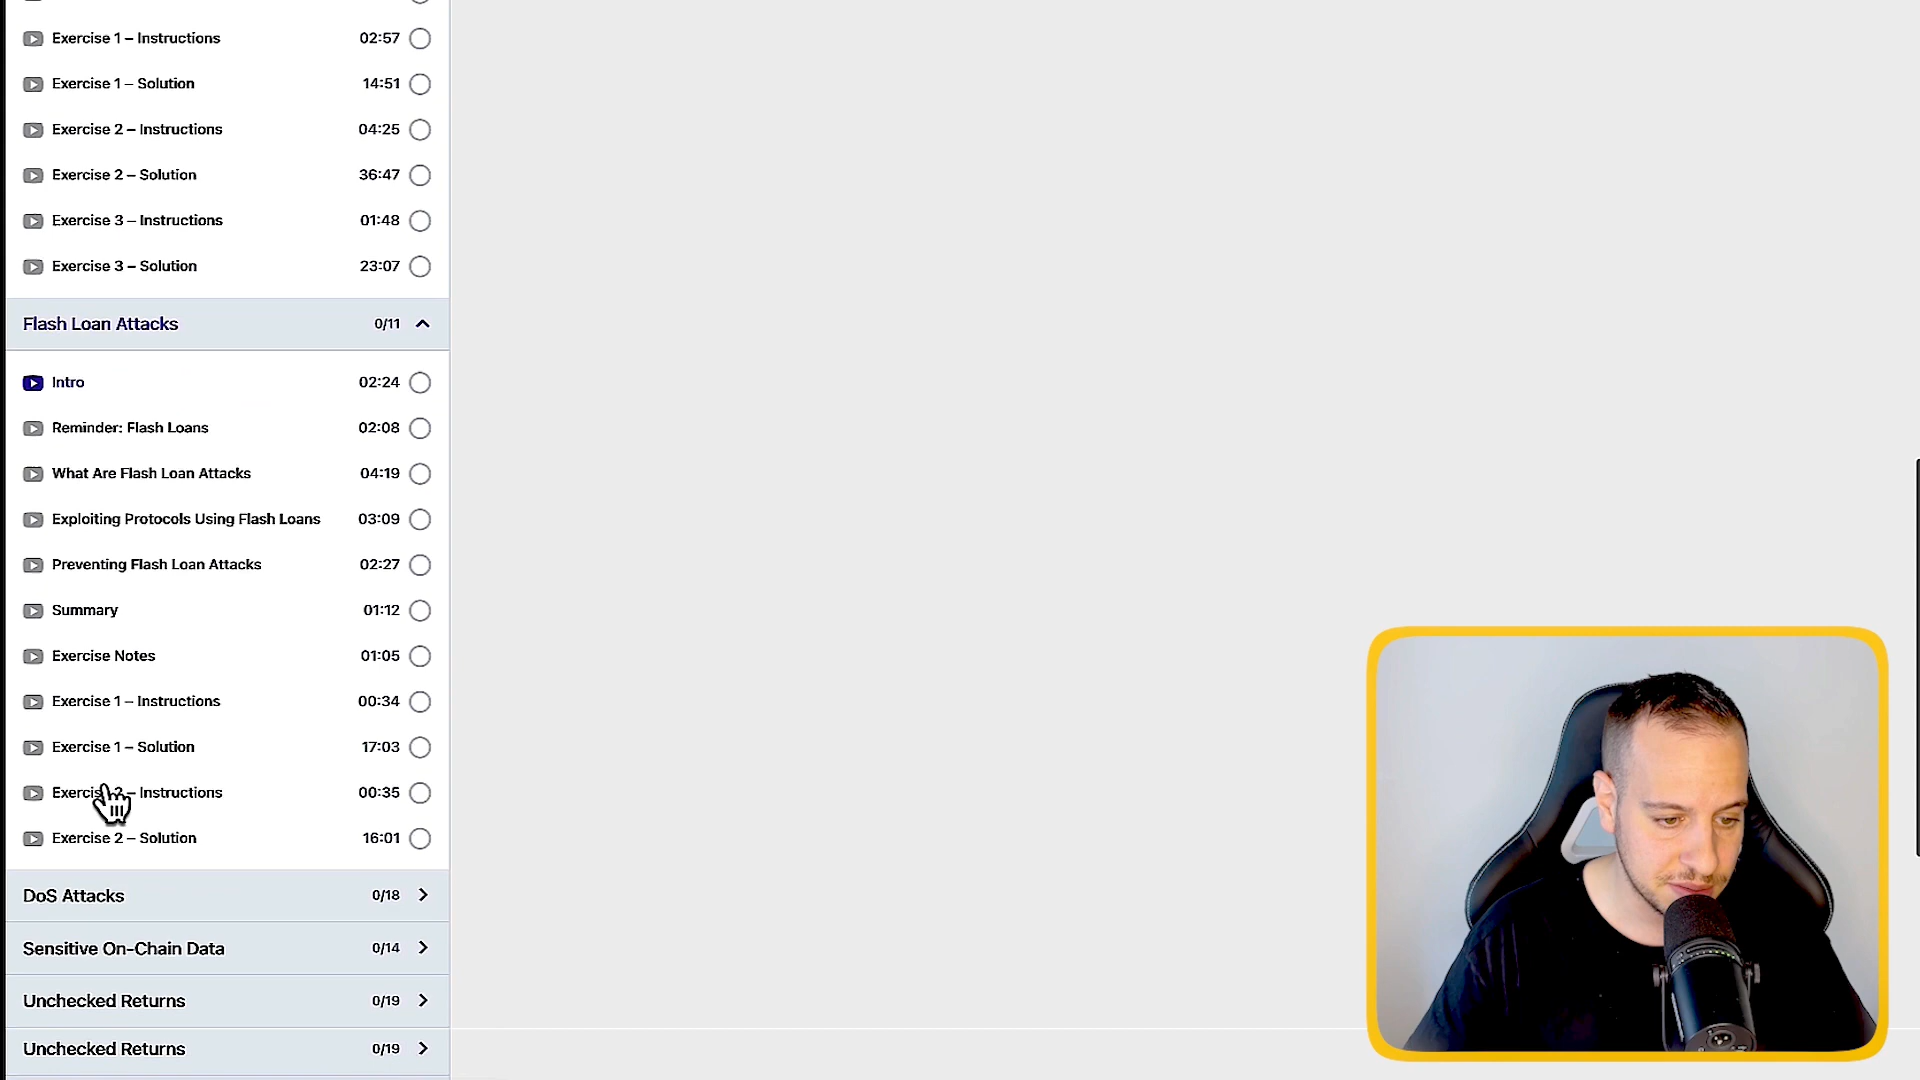 Exercise 1 – Instructions 02:57
Exercise 1 – Solution 14:51
Exercise 2 – Instructions 04:25
Exercise 2 – Solution 36:47
Exercise 3 – Instructions 01:48
Exercise 3 – Solution 23:07
Flash Loan Attacks 0/11
Intro 02:24
Reminder: Flash Loans 02:08
What Are Flash Loan Attacks 04:19
Exploiting Protocols Using Flash Loans 03:09
Preventing Flash Loan Attacks 02:27
Summary 01:12
Exercise Notes 01:05
Exercise 1 – Instructions 00:34
Exercise 1 – Solution 17:03
Exercise 2 – Instructions 00:35
Exercise 2 – Solution 16:01
DoS Attacks 0/18
Sensitive On-Chain Data 0/14
Unchecked Returns 0/19
Unchecked Returns 0/19